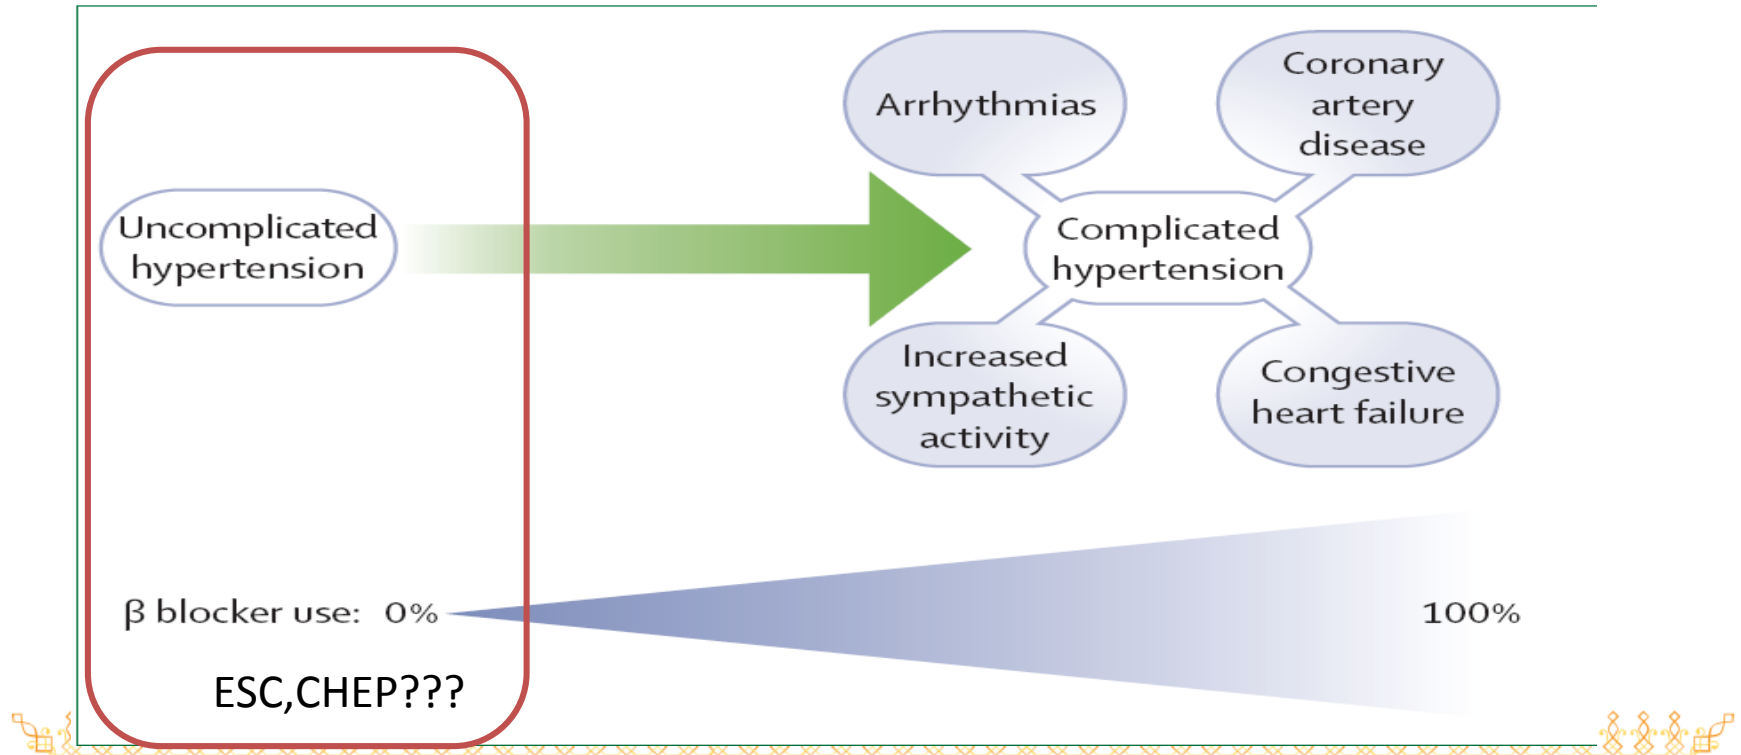 Uncomplicated
hypertension
Arrhythmias
Coronary
artery
disease
Complicated
hypertension
Increased
sympathetic
activity
Congestive
heart failure
β blocker use: 0%
100%
ESC,CHEP???